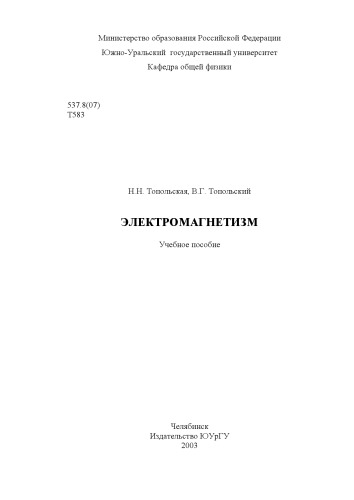 Министерство образования Российской Федерации
Южно-Уральский государственный университет
Кафедра общей физики
537.8(07)
Т583
Н.Н. Топольская, В.Г. Топольский
ЭЛЕКТРОМАГНЕТИЗМ
Учебное пособие
Челябинск
Издательство ЮУрГУ
2003